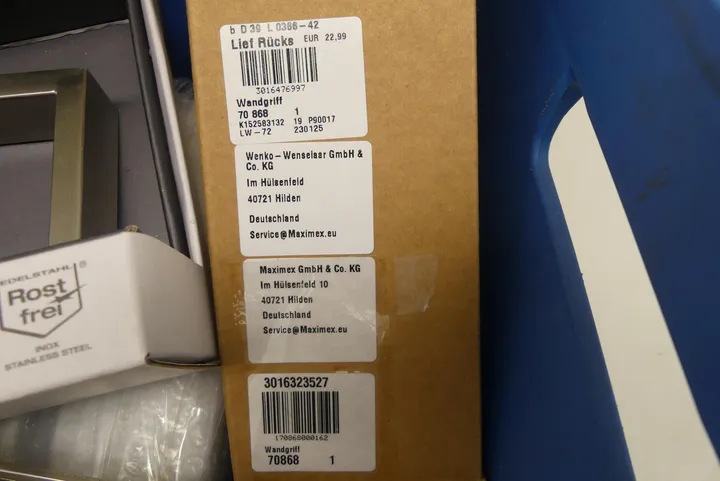 b D 39 L 0366-42
Lief Rücks EUR 22,99
3016476997
Wandgriff
70 868 1
K152583132 19 P90017
LW-72 230125
Wenko-Wenselaar GmbH &
Co. KG
Im Hülsenfeld
40721 Hilden
Deutschland
Service@Maximex.eu
Maximex GmbH & Co. KG
Im Hülsenfeld 10
40721 Hilden
Deutschland
Service@Maximex.eu
3016323527
170868000162
Wandgriff
70868 1
EDELSTAHL ®
Rost
frei
INOX
STAINLESS STEEL